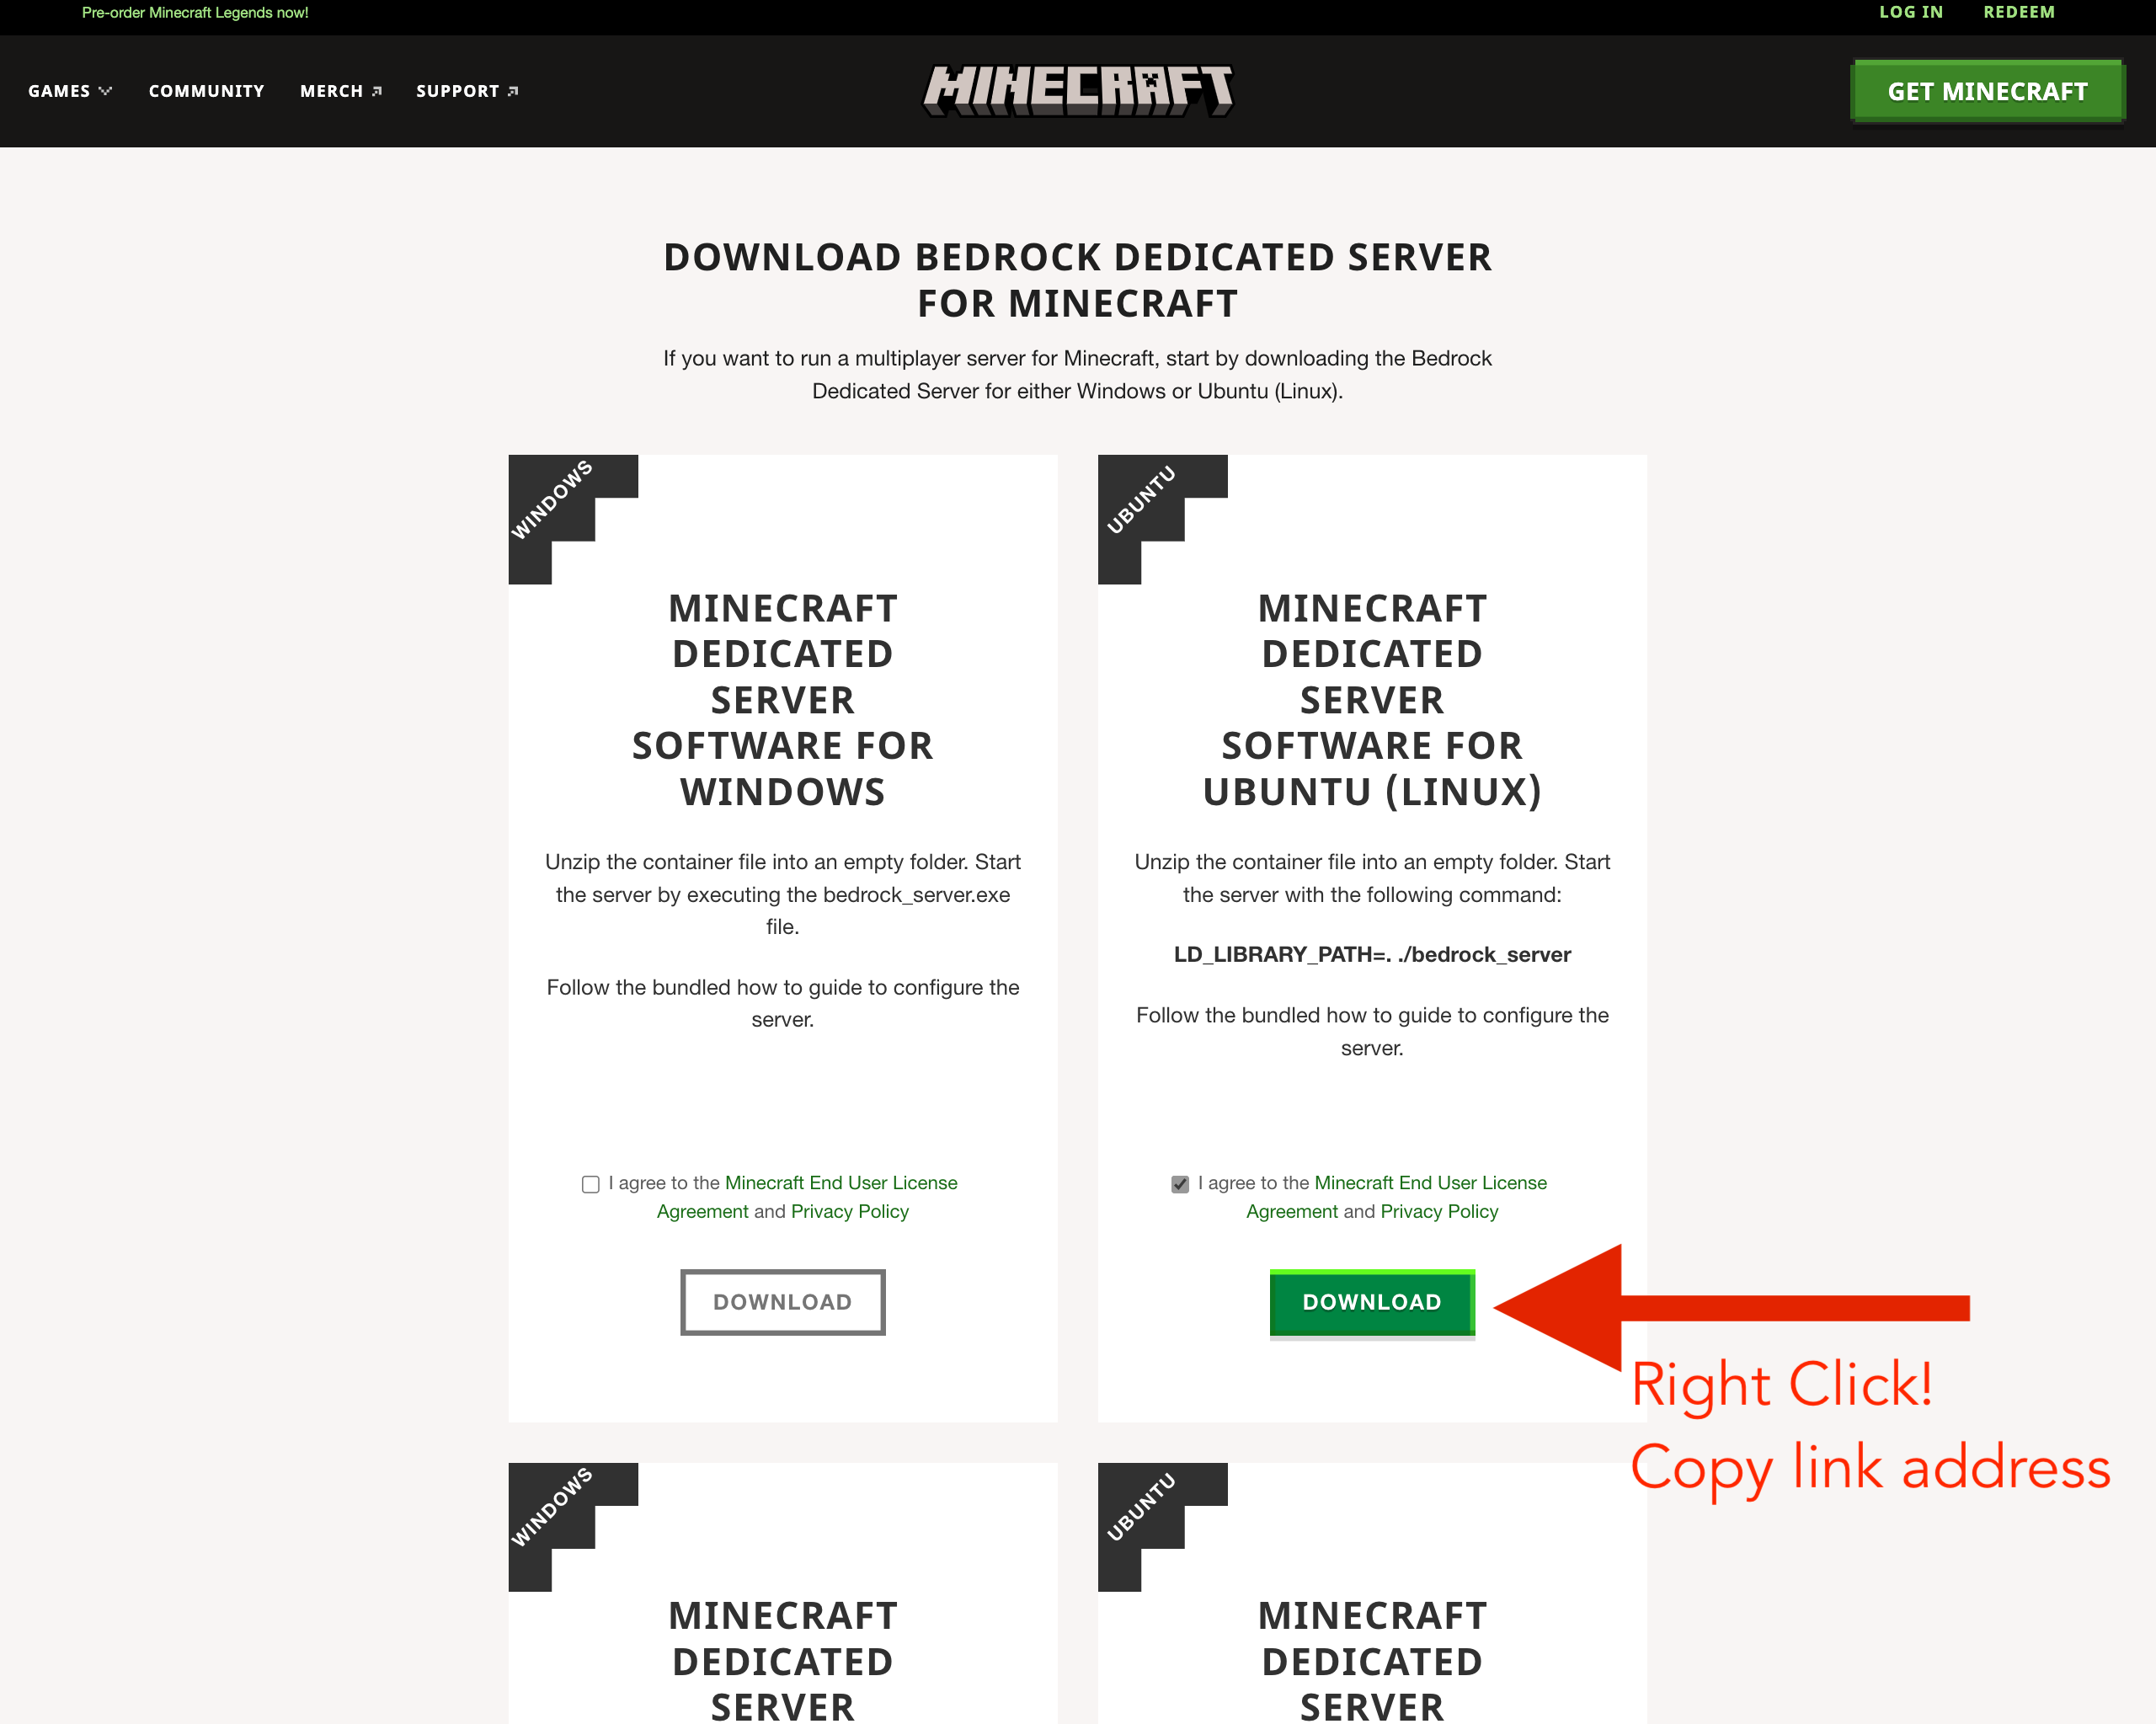 Pre-order Minecraft Legends now!
LOG IN REDEEM
GAMES COMMUNITY MERCH SUPPORT
MINECRAFT
GET MINECRAFT
DOWNLOAD BEDROCK DEDICATED SERVER
FOR MINECRAFT
If you want to run a multiplayer server for Minecraft, start by downloading the Bedrock
Dedicated Server for either Windows or Ubuntu (Linux).
WINDOWS
MINECRAFT
DEDICATED
SERVER
SOFTWARE FOR
WINDOWS
Unzip the container file into an empty folder. Start
the server by executing the bedrock_server.exe
file.
Follow the bundled how to guide to configure the
server.
I agree to the Minecraft End User License
Agreement and Privacy Policy
DOWNLOAD
UBUNTU
MINECRAFT
DEDICATED
SERVER
SOFTWARE FOR
UBUNTU (LINUX)
Unzip the container file into an empty folder. Start
the server with the following command:
LD_LIBRARY_PATH=. ./bedrock_server
Follow the bundled how to guide to configure the
server.
I agree to the Minecraft End User License
Agreement and Privacy Policy
DOWNLOAD
Right Click!
Copy link address
WINDOWS
MINECRAFT
DEDICATED
SERVER
UBUNTU
MINECRAFT
DEDICATED
SERVER